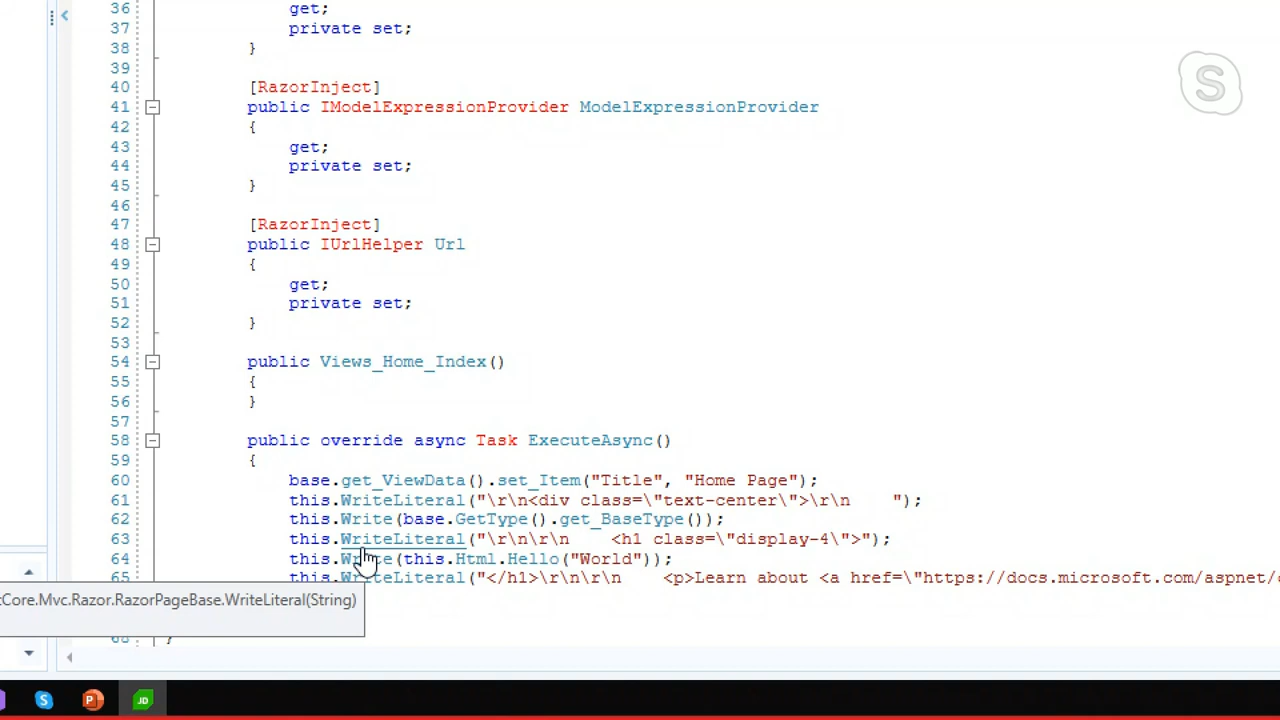 36 get;
37 private set;
38 }
39
40 [RazorInject]
41 public IModelExpressionProvider ModelExpressionProvider
42 {
43 get;
44 private set;
45 }
46
47 [RazorInject]
48 public IUrlHelper Url
49 {
50 get;
51 private set;
52 }
53
54 public Views_Home_Index()
55 {
56 }
57
58 public override async Task ExecuteAsync()
59 {
60 base.get_ViewData().set_Item("Title", "Home Page");
61 this.WriteLiteral("\r\n<div class=\"text-center\">\r\n    ");
62 this.Write(base.GetType().get_BaseType());
63 this.WriteLiteral("\r\n\r\n    <h1 class=\"display-4\">");
64 this.Write(this.Html.Hello("World"));
65 this.WriteLiteral("</h1>\r\n\r\n    <p>Learn about <a href=\"https://docs.microsoft.com/aspnet/
Core.Mvc.Razor.RazorPageBase.WriteLiteral(String)
68 }
S
S P JD